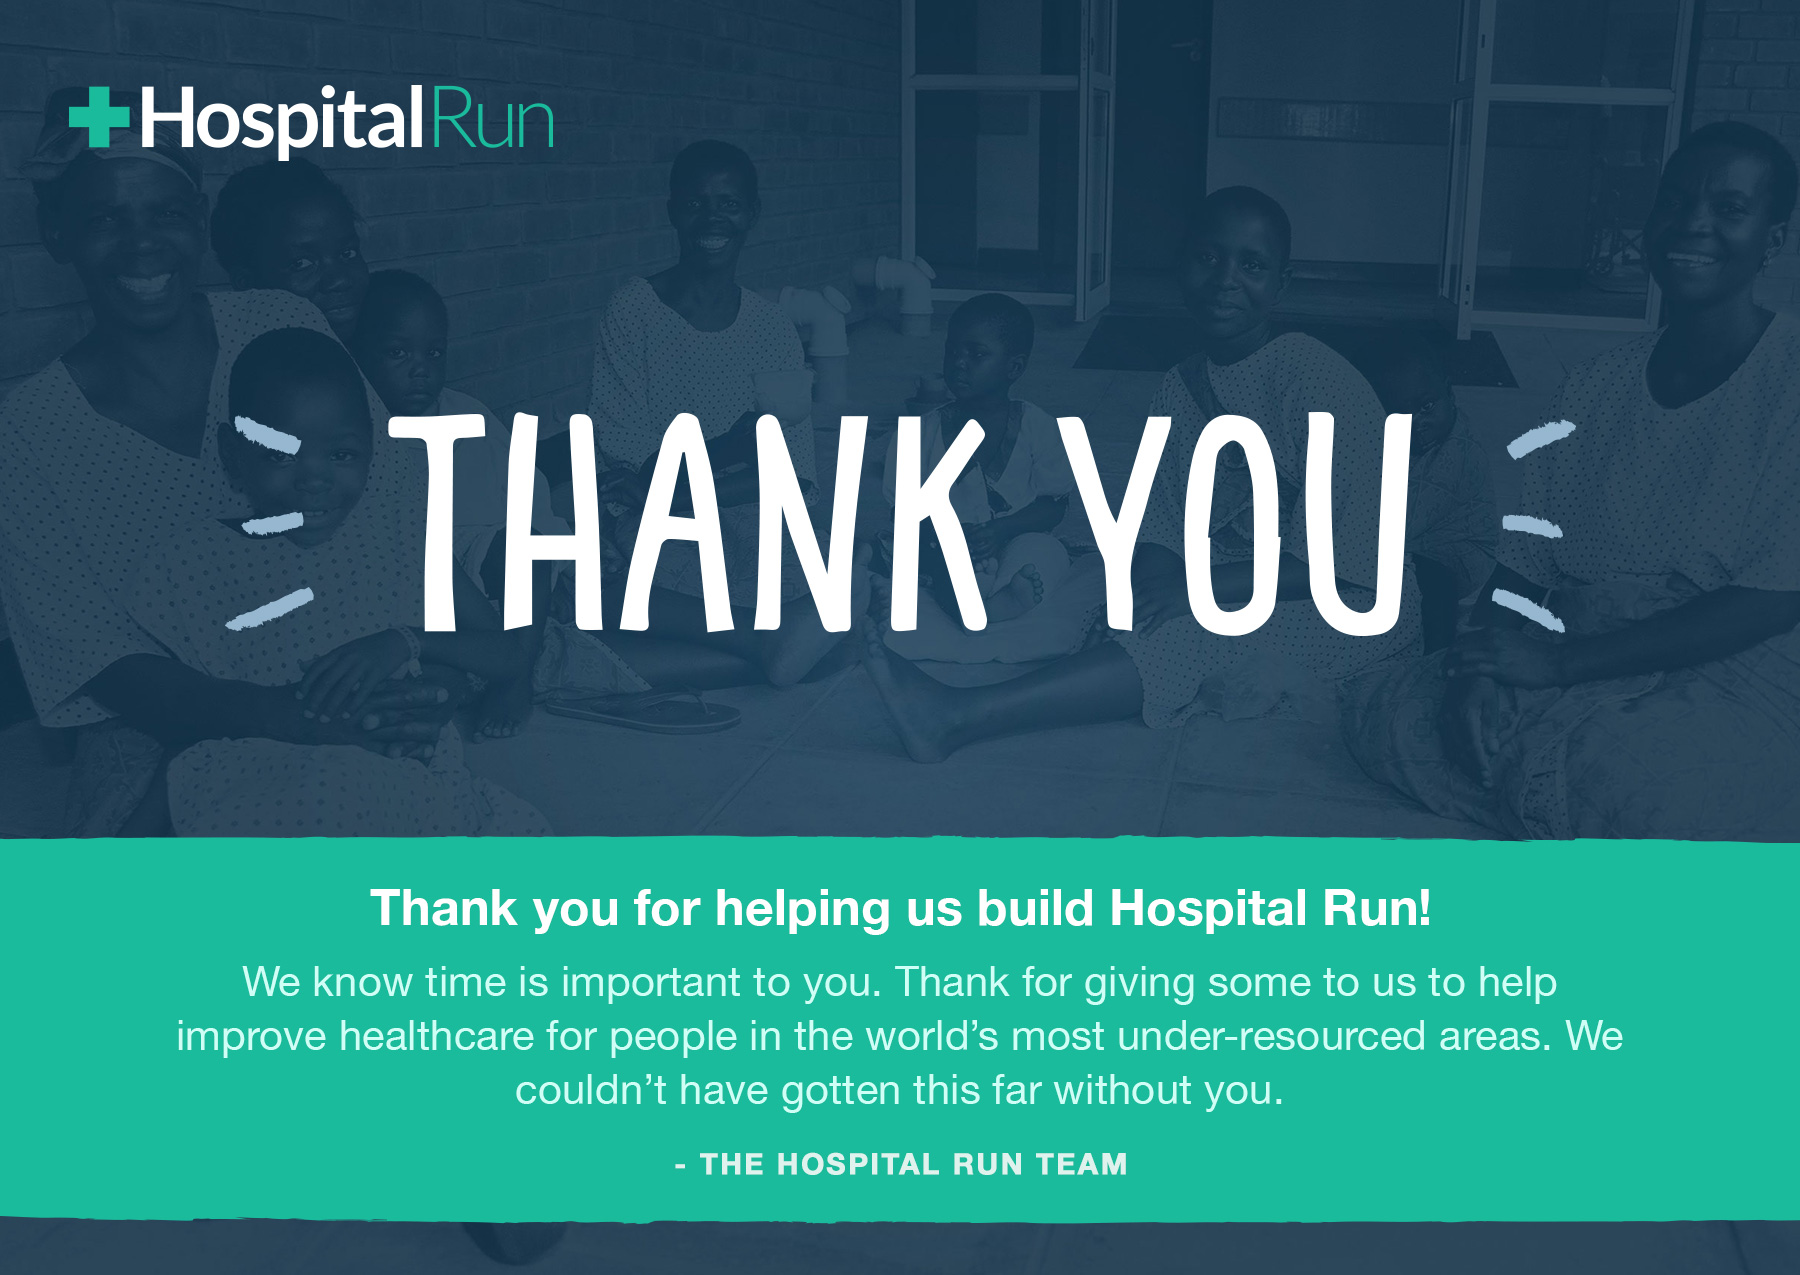 HospitalRun
THANK YOU
Thank you for helping us build Hospital Run!
We know time is important to you. Thank for giving some to us to help
improve healthcare for people in the world’s most under-resourced areas. We
couldn’t have gotten this far without you.
- THE HOSPITAL RUN TEAM